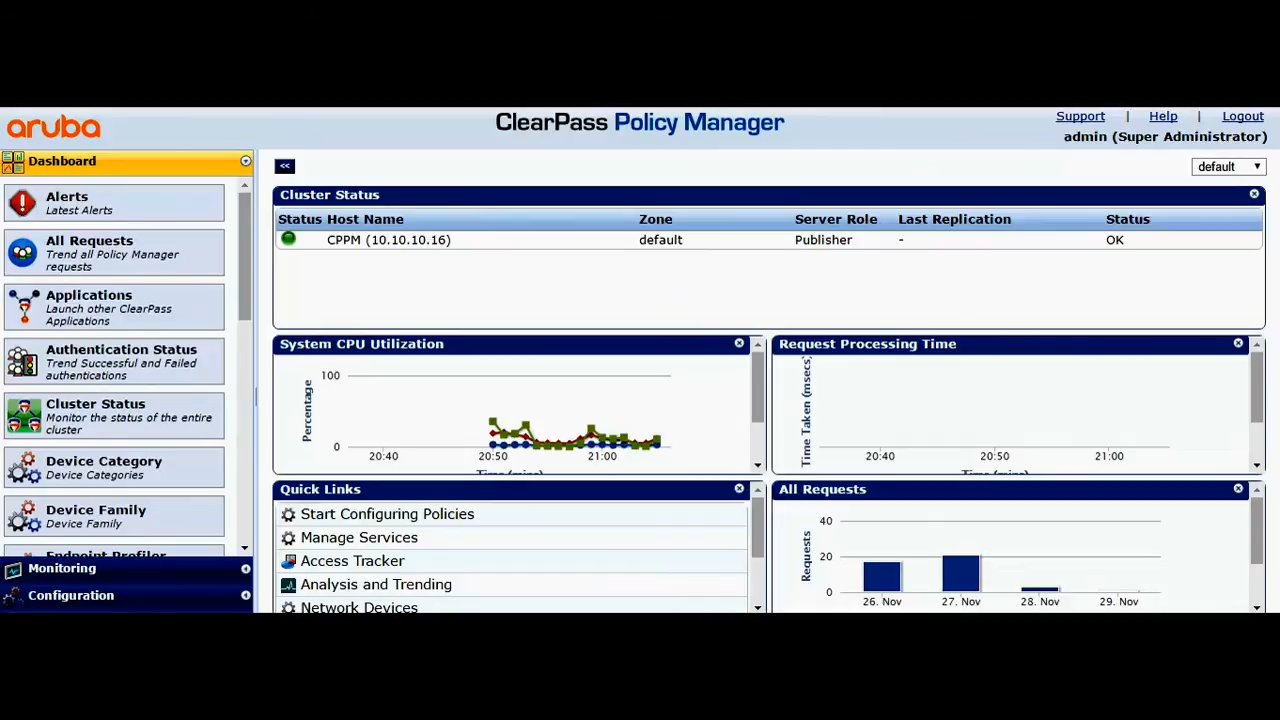 aruba
ClearPass Policy Manager
Support | Help | Logout
admin (Super Administrator)
Dashboard
<<
default
Alerts
Latest Alerts
All Requests
Trend all Policy Manager
requests
Applications
Launch other ClearPass
Applications
Authentication Status
Trend Successful and Failed
authentications
Cluster Status
Monitor the status of the entire
cluster
Device Category
Device Categories
Device Family
Device Family
Endpoint Profiler
Monitoring
Configuration
Cluster Status
Status Host Name Zone Server Role Last Replication Status
CPPM (10.10.10.16) default Publisher - OK
System CPU Utilization
Percentage
100
0
20:40 20:50 21:00
Time (mins)
Request Processing Time
Time Taken (msecs)
20:40 20:50 21:00
Time (mins)
Quick Links
Start Configuring Policies
Manage Services
Access Tracker
Analysis and Trending
Network Devices
All Requests
Requests
40
20
0
26. Nov 27. Nov 28. Nov 29. Nov